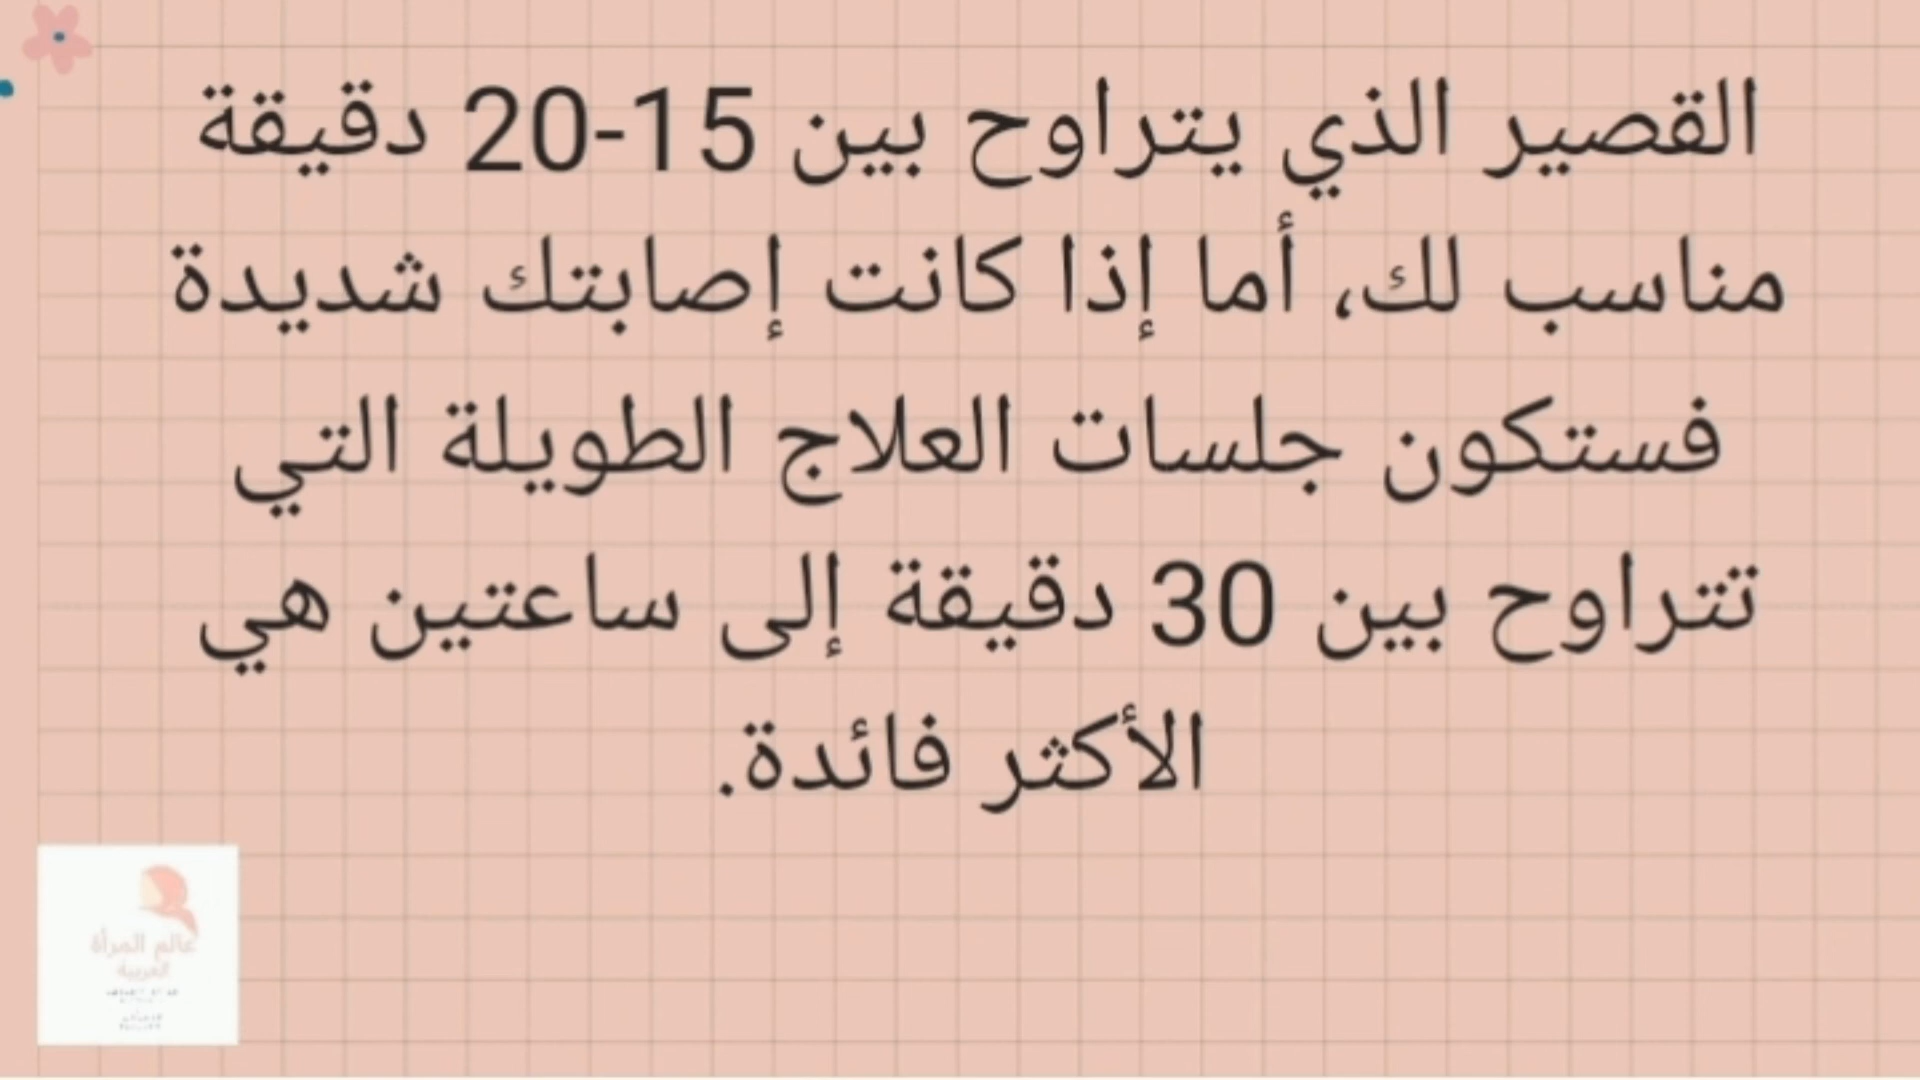 القصير الذي يتراوح بين 15-20 دقيقة
مناسب لك، أما إذا كانت إصابتك شديدة
فستكون جلسات العلاج الطويلة التي
تتراوح بين 30 دقيقة إلى ساعتين هي
الأكثر فائدة.
عالم المرأة
العربية